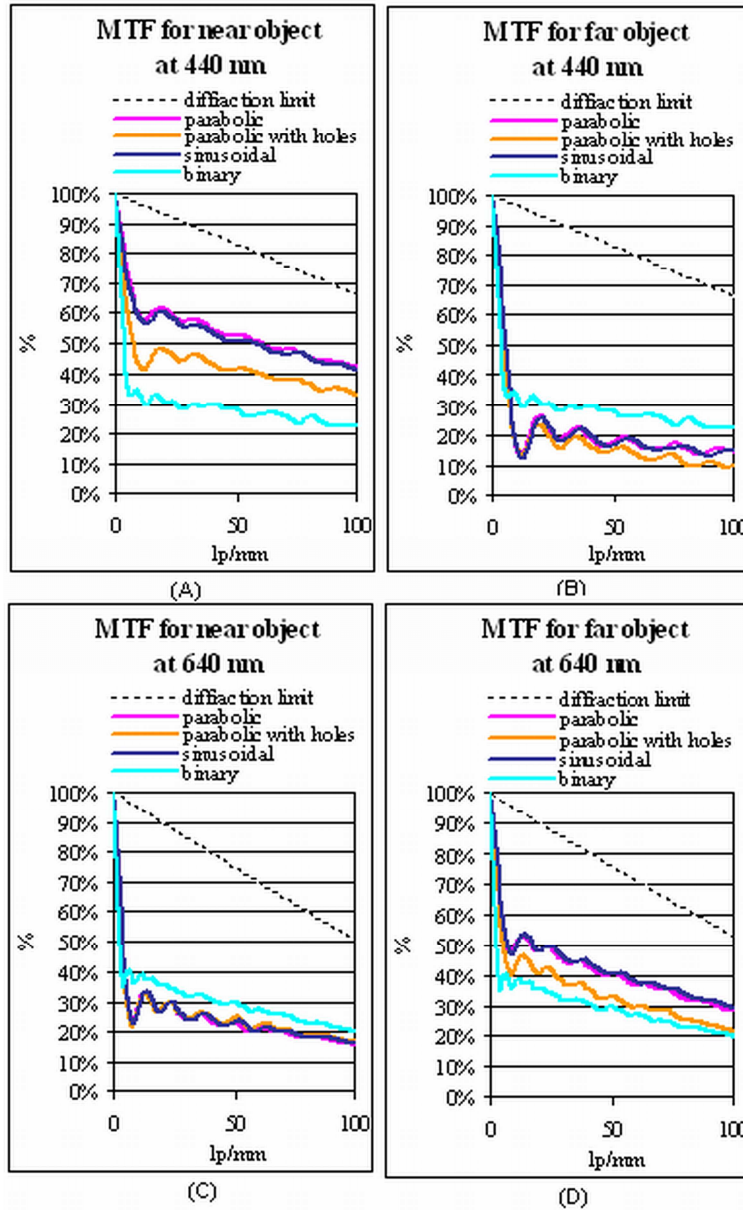 MTF for near object
at 440 nm
diffraction limit
parabolic
parabolic with holes
sinusoidal
binary
100%
90%
80%
70%
60%
50%
40%
30%
20%
10%
0%
%
0
50
100
lp/mm
(A)
MTF for far object
at 440 nm
diffraction limit
parabolic
parabolic with holes
sinusoidal
binary
100%
90%
80%
70%
60%
50%
40%
30%
20%
10%
0%
%
0
50
100
lp/mm
(B)
MTF for near object
at 640 nm
diffraction limit
parabolic
parabolic with holes
sinusoidal
binary
100%
90%
80%
70%
60%
50%
40%
30%
20%
10%
0%
%
0
50
100
lp/mm
(C)
MTF for far object
at 640 nm
diffraction limit
parabolic
parabolic with holes
sinusoidal
binary
100%
90%
80%
70%
60%
50%
40%
30%
20%
10%
0%
%
0
50
100
lp/mm
(D)